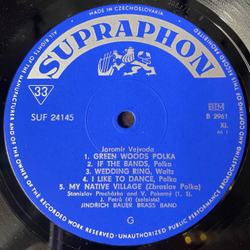 MADE IN CZECHOSLOVAKIA
ALL RIGHTS OF THE MANUFACTURER AND OF THE OWNER OF THE RECORDED WORK RESERVED. UNAUTHORISED PUBLIC
SUPRAPHON
33
SUF 24145
BIEM
B 2961
XL
Jaromír Vejvoda
1. GREEN WOODS POLKA
2. IF THE BANDS, Polka
3. WEDDING RING, Waltz
4. I LIKE TO DANCE, Polka
5. MY NATIVE VILLAGE (Zbraslav Polka)
Stanislav Procházka and V. Pokorný (1, 5)
J. Petrů (4) soloists
JINDRICH BAUER BRASS BAND
G